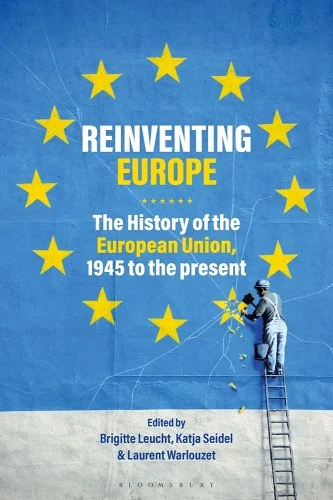 REINVENTING
EUROPE
The History of the
European Union,
1945 to the present
Edited by
Brigitte Leucht, Katja Seidel
& Laurent Warlouzet
BLOOMSBURY